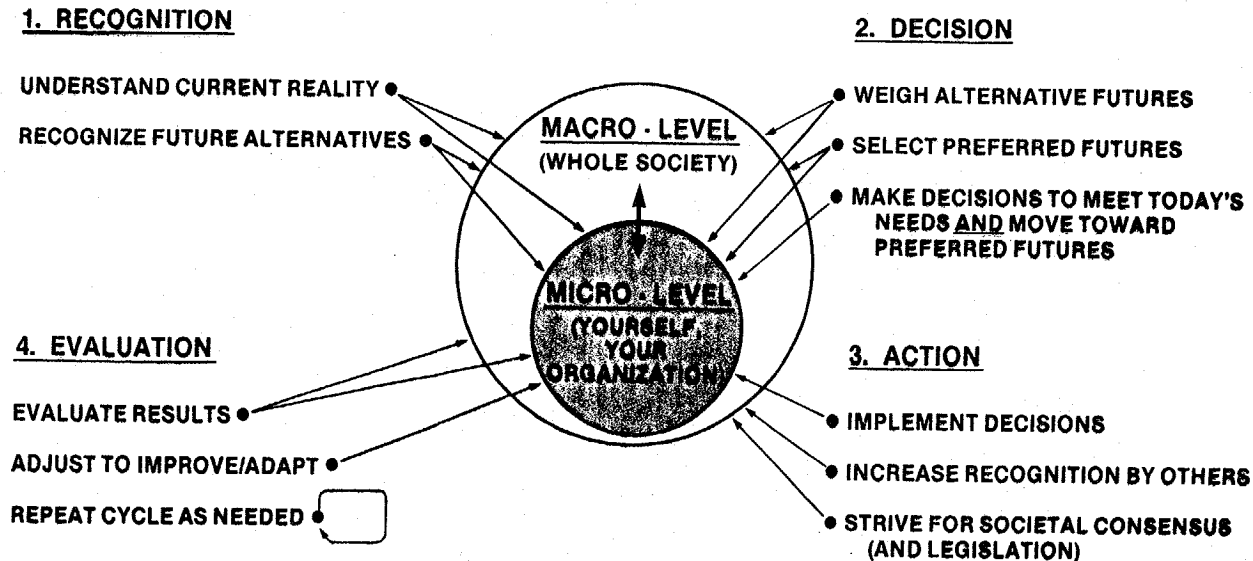 1. RECOGNITION
UNDERSTAND CURRENT REALITY
RECOGNIZE FUTURE ALTERNATIVES
2. DECISION
WEIGH ALTERNATIVE FUTURES
SELECT PREFERRED FUTURES
MAKE DECISIONS TO MEET TODAY'S
NEEDS AND MOVE TOWARD
PREFERRED FUTURES
MACRO - LEVEL
(WHOLE SOCIETY)
MICRO - LEVEL
(YOURSELF,
YOUR
ORGANIZATION)
3. ACTION
IMPLEMENT DECISIONS
INCREASE RECOGNITION BY OTHERS
STRIVE FOR SOCIETAL CONSENSUS
(AND LEGISLATION)
4. EVALUATION
EVALUATE RESULTS
ADJUST TO IMPROVE/ADAPT
REPEAT CYCLE AS NEEDED